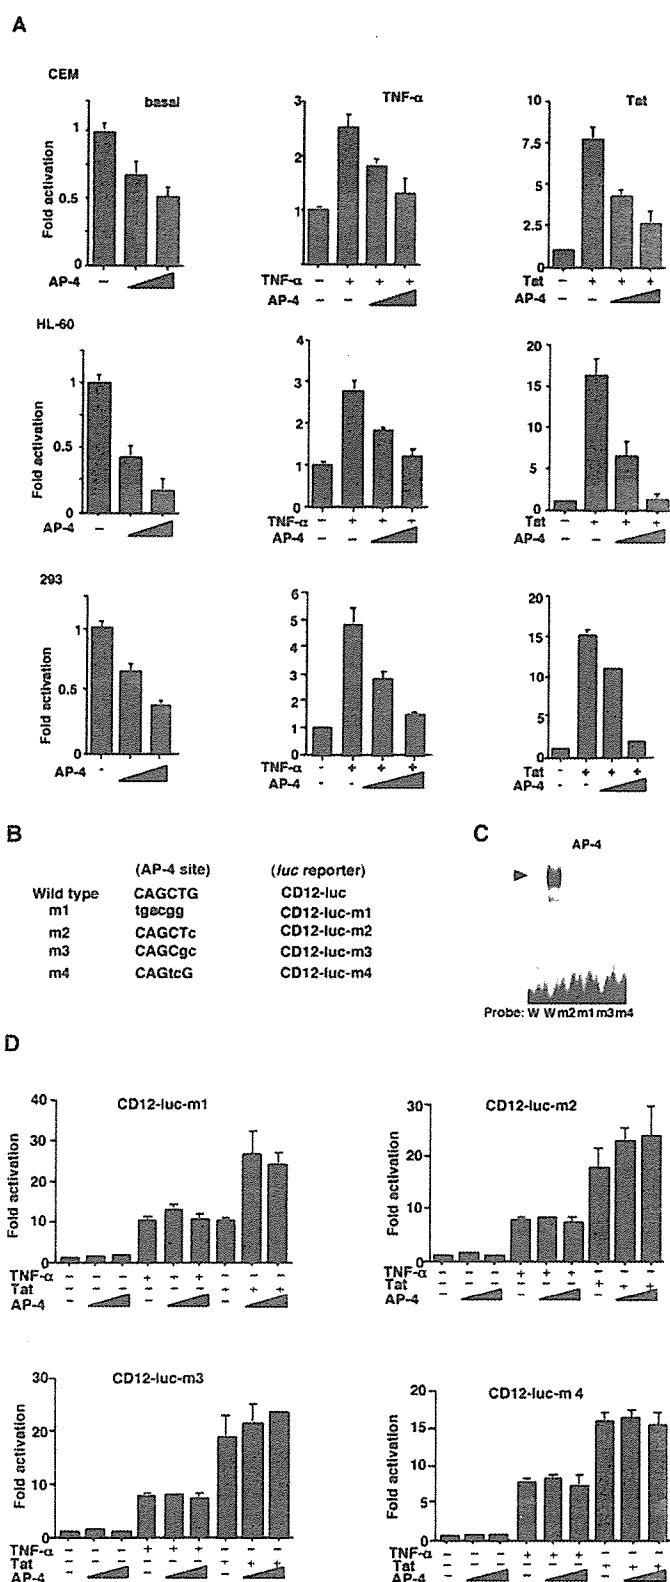 A
CEM
basal
TNF-α
Tat
Fold activation
1
0.5
0
3
2
1
10
7.5
5
2.5
0
AP-4 –
TNF-α – + + +
AP-4 – –
Tat – + + +
AP-4 – –
HL-60
Fold activation
1
0.5
0
4
3
2
1
0
20
15
10
5
0
AP-4 –
TNF-α – + + +
AP-4 – –
Tat – + + +
AP-4 – –
293
Fold activation
1
0.5
0
6
5
4
3
2
1
0
20
15
10
5
0
AP-4 -
TNF-α - + + +
AP-4 - -
Tat - + + +
AP-4 - -
B
(AP-4 site) (luc reporter)
Wild type CAGCTG CD12-luc
m1 tgacgg CD12-luc-m1
m2 CAGCTc CD12-luc-m2
m3 CAGCgc CD12-luc-m3
m4 CAGtcG CD12-luc-m4
C
AP-4
Probe: W W m2 m1 m3 m4
D
CD12-luc-m1
Fold activation
40
30
20
10
0
TNF-α – – – + + + – – –
Tat – – – – – – – + +
AP-4 – – –
CD12-luc-m2
Fold activation
30
20
10
0
TNF-α – – – + + + – – –
Tat – – – – – – + + +
AP-4 – – –
CD12-luc-m3
Fold activation
30
20
10
0
TNF-α – – – + + + – – –
Tat – – – – – – + + +
AP-4 – – –
CD12-luc-m 4
Fold activation
20
15
10
5
0
TNF-α – – – + + + – – –
Tat – – – – – – + + +
AP-4 – – –